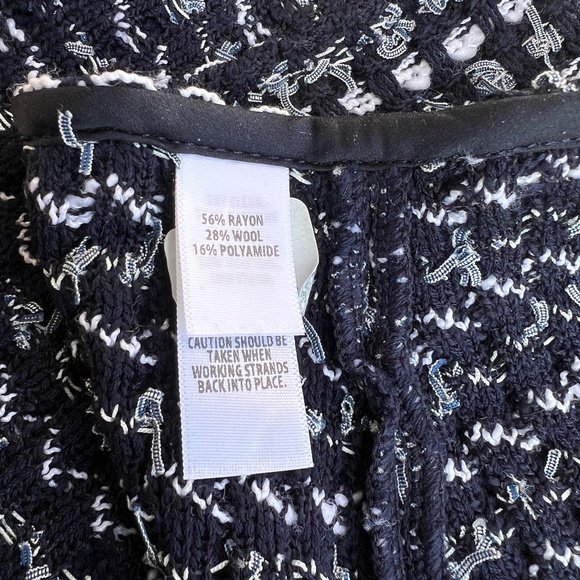 56% RAYON
28% WOOL
16% POLYAMIDE
CAUTION SHOULD BE
TAKEN WHEN
WORKING STRANDS
BACK INTO PLACE.